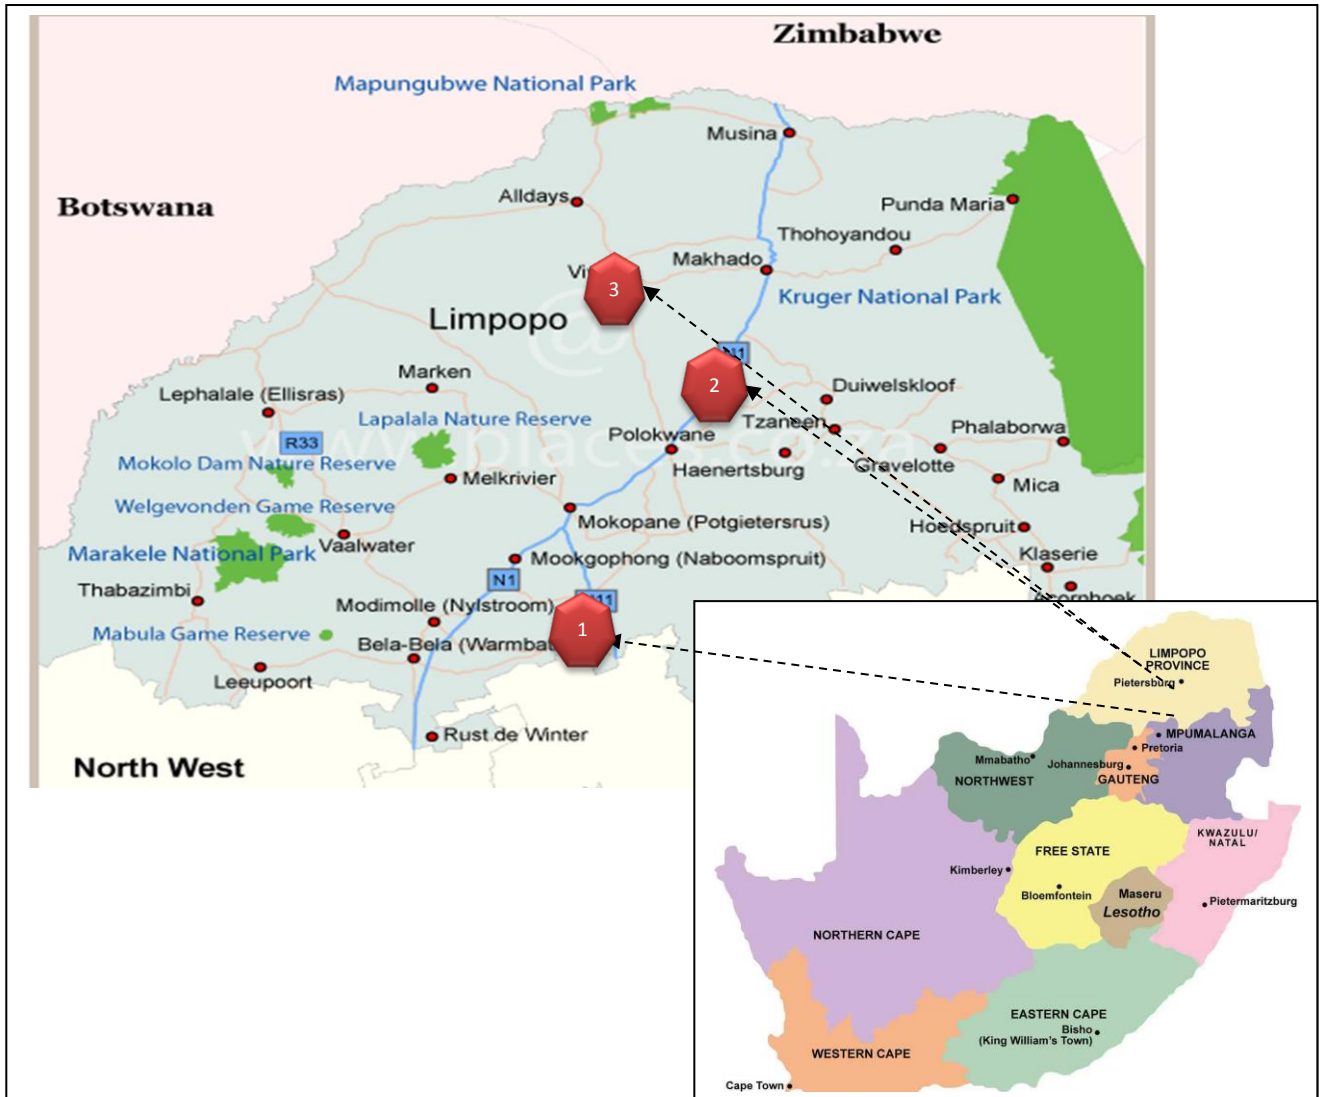 Zimbabwe
Mapungubwe National Park
Musina
Alldays
Botswana
Punda Maria
Thohoyandou
Makhado
3
Kruger National Park
Limpopo
Marken
2
Duiwelskloof
Lephalale (Ellisras)
Lapalala Nature Reserve
Tzaneen
Phalaborwa
R33
Polokwane
Mokolo Dam Nature Reserve
Haenertsburg
Gravelotte
Melkrivier
Mica
Welgevonden Game Reserve
Mokopane (Potgietersrus)
Hoedspruit
Vaalwater
Marakele National Park
Mookgophong (Naboomspruit)
Klaserie
N1
Thabazimbi
Modimolle (Nylstroom)
1
Mabula Game Reserve
Bela-Bela
Leeupoort
Rust de Winter
North West
LIMPOPO
PROVINCE
Pietersburg
MPUMALANGA
Pretoria
Mmabatho
Johannesburg
NORTHWEST
GAUTENG
KWAZULU/
NATAL
FREE STATE
Kimberley
Bloemfontein
Maseru
Lesotho
Pietermaritzburg
NORTHERN CAPE
EASTERN CAPE
Bisho
(King William's Town)
WESTERN CAPE
Cape Town